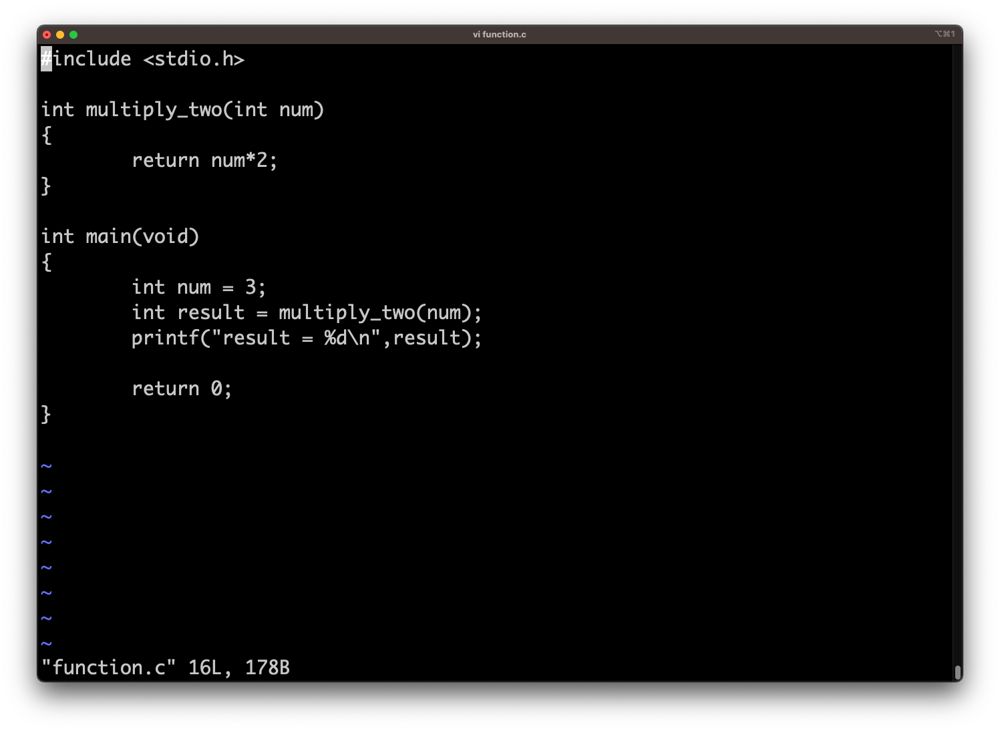 vi function.c
⌥⌘1
#include <stdio.h>

int multiply_two(int num)
{
        return num*2;
}

int main(void)
{
        int num = 3;
        int result = multiply_two(num);
        printf("result = %d\n",result);

        return 0;
}

~
~
~
~
~
~
~
~
"function.c" 16L, 178B